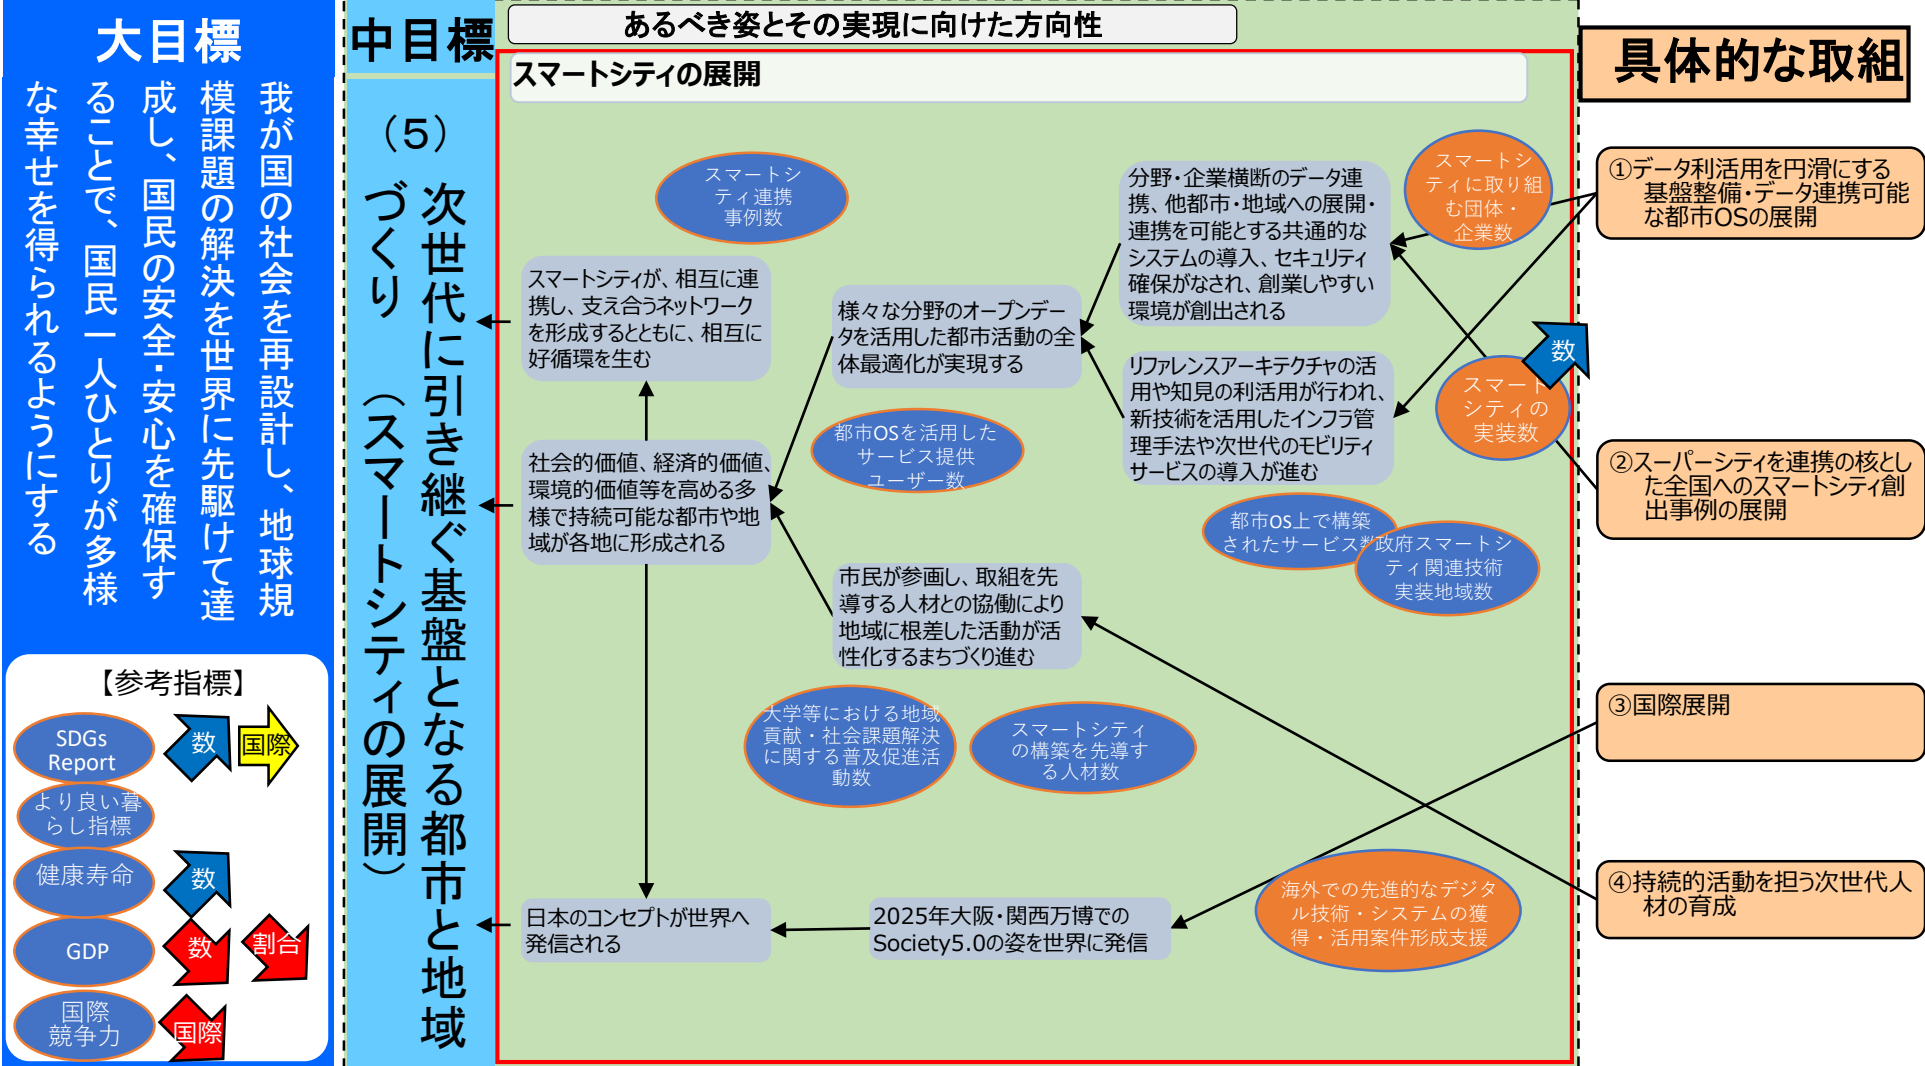 大目標
我が国の社会を再設計し、地球規
模課題の解決を世界に先駆けて達
成し、国民の安全・安心を確保す
ることで、国民一人ひとりが多様
な幸せを得られるようにする
【参考指標】
SDGs
Report
数
国際
より良い暮
らし指標
健康寿命
数
GDP
数
割合
国際
競争力
国際
中目標
（５）
次世代に引き継ぐ基盤となる都市と地域
づくり　（スマートシティの展開）
あるべき姿とその実現に向けた方向性
スマートシティの展開
スマートシ
ティ連携
事例数
スマートシティが、相互に連
携し、支え合うネットワーク
を形成するとともに、相互に
好循環を生む
社会的価値、経済的価値、
環境的価値等を高める多
様で持続可能な都市や地
域が各地に形成される
日本のコンセプトが世界へ
発信される
様々な分野のオープンデー
タを活用した都市活動の全
体最適化が実現する
都市OSを活用した
サービス提供
ユーザー数
市民が参画し、取組を先
導する人材との協働により
地域に根差した活動が活
性化するまちづくり進む
大学等における地域
貢献・社会課題解決
に関する普及促進活
動数
スマートシティ
の構築を先導す
る人材数
2025年大阪・関西万博での
Society5.0の姿を世界に発信
分野・企業横断のデータ連
携、他都市・地域への展開・
連携を可能とする共通的な
システムの導入、セキュリティ
確保がなされ、創業しやすい
環境が創出される
リファレンスアーキテクチャの活
用や知見の利活用が行われ、
新技術を活用したインフラ管
理手法や次世代のモビリティ
サービスの導入が進む
都市OS上で構築
されたサービス数
政府スマートシ
ティ関連技術
実装地域数
スマートシ
ティに取り組
む団体・
企業数
数
スマート
シティの
実装数
海外での先進的なデジタ
ル技術・システムの獲
得・活用案件形成支援
具体的な取組
①データ利活用を円滑にする
基盤整備・データ連携可能
な都市OSの展開
②スーパーシティを連携の核とし
た全国へのスマートシティ創
出事例の展開
③国際展開
④持続的活動を担う次世代人
材の育成